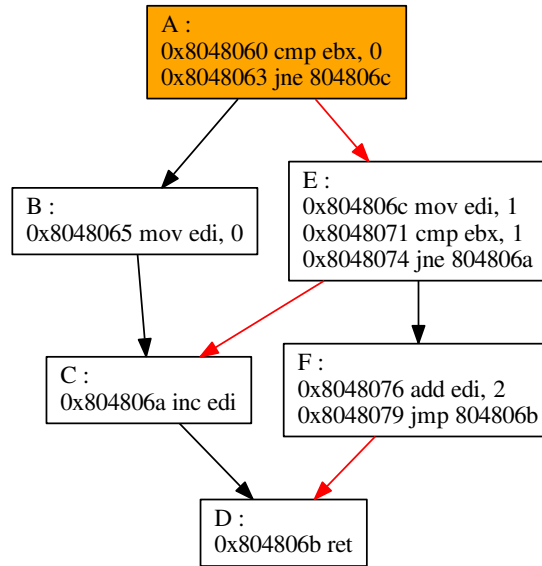 A :
0x8048060 cmp ebx, 0
0x8048063 jne 804806c
B :
0x8048065 mov edi, 0
E :
0x804806c mov edi, 1
0x8048071 cmp ebx, 1
0x8048074 jne 804806a
C :
0x804806a inc edi
F :
0x8048076 add edi, 2
0x8048079 jmp 804806b
D :
0x804806b ret